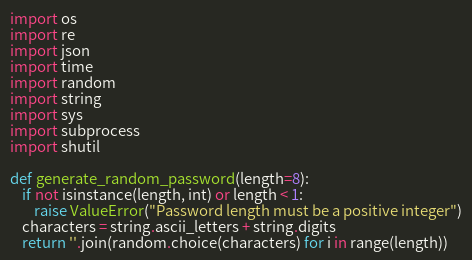 import os
import re
import json
import time
import random
import string
import sys
import subprocess
import shutil
def generate_random_password(length=8):
if not isinstance(length, int) or length < 1:
raise ValueError("Password length must be a positive integer")
characters = string.ascii_letters + string.digits
return ''.join(random.choice(characters) for i in range(length))